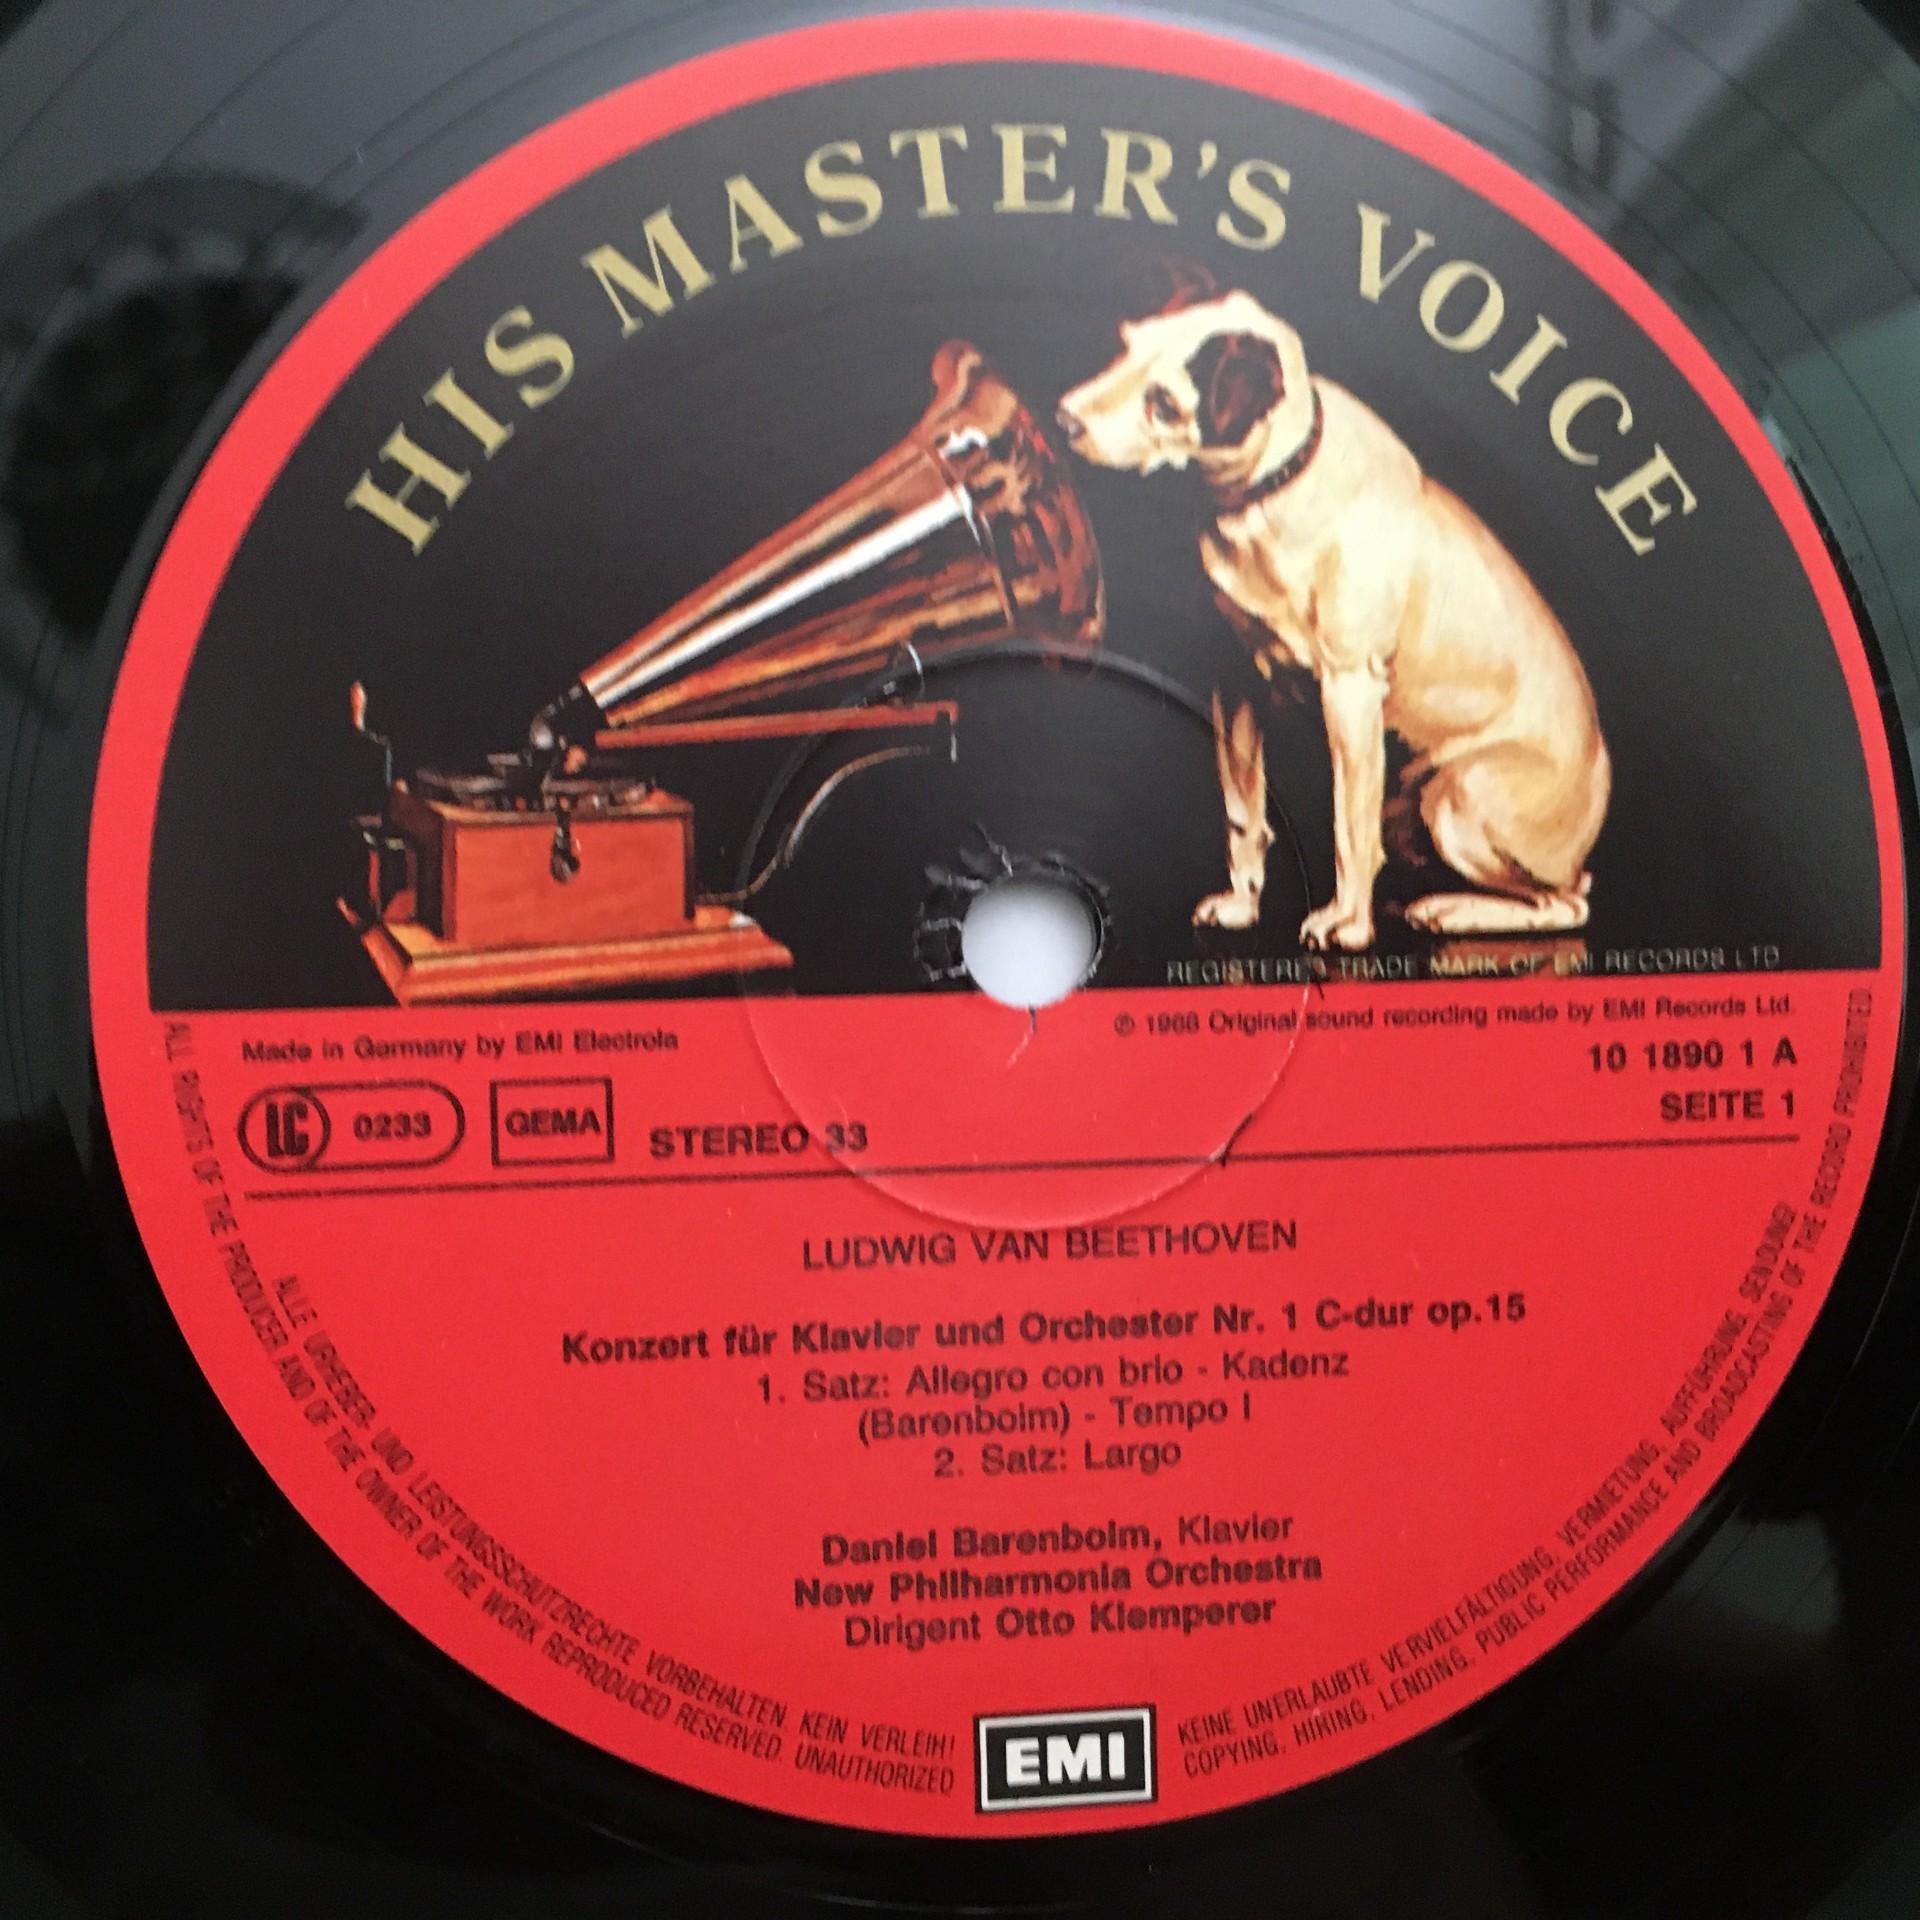 HIS MASTER'S VOICE
REGISTERED TRADE MARK OF EMI RECORDS LTD
Made in Germany by EMI Electrola
℗ 1968 Original sound recording made by EMI Records Ltd.
10 1890 1 A
LC 0233
GEMA
STEREO 33
SEITE 1
LUDWIG VAN BEETHOVEN
Konzert für Klavier und Orchester Nr. 1 C-dur op.15
1. Satz: Allegro con brio - Kadenz
(Barenboim) - Tempo I
2. Satz: Largo
Daniel Barenboim, Klavier
New Philharmonia Orchestra
Dirigent Otto Klemperer
EMI
ALLE URHEBER- UND LEISTUNGSSCHUTZRECHTE VORBEHALTEN. KEIN VERLEIH!
KEINE UNERLAUBTE VERVIELFÄLTIGUNG, VERMIETUNG, AUFFÜHRUNG, SENDUNG!
ALL RIGHTS OF THE PRODUCER AND OF THE OWNER OF THE WORK REPRODUCED RESERVED. UNAUTHORIZED
COPYING, HIRING, LENDING, PUBLIC PERFORMANCE AND BROADCASTING OF THE RECORD PROHIBITED.